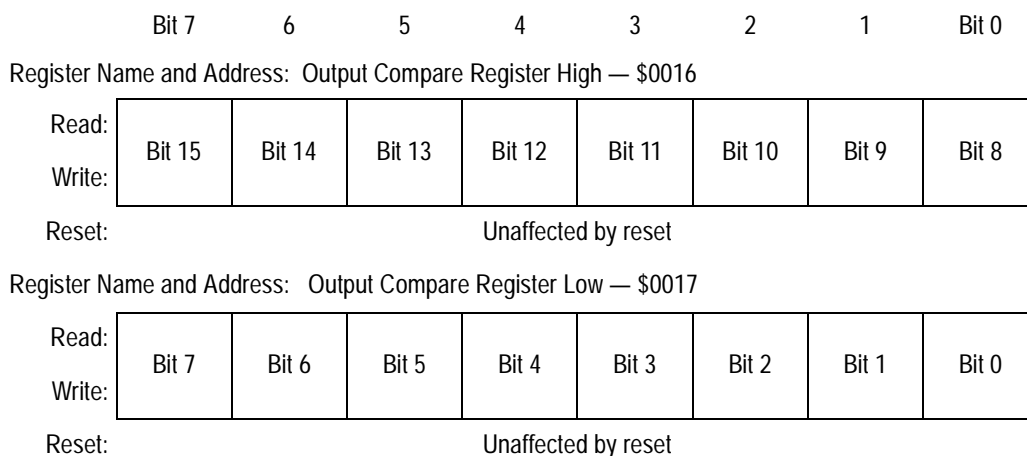 Bit 7 6 5 4 3 2 1 Bit 0
Register Name and Address: Output Compare Register High — $0016
Read:
Bit 15 Bit 14 Bit 13 Bit 12 Bit 11 Bit 10 Bit 9 Bit 8
Write:
Reset: Unaffected by reset
Register Name and Address: Output Compare Register Low — $0017
Read:
Bit 7 Bit 6 Bit 5 Bit 4 Bit 3 Bit 2 Bit 1 Bit 0
Write:
Reset: Unaffected by reset